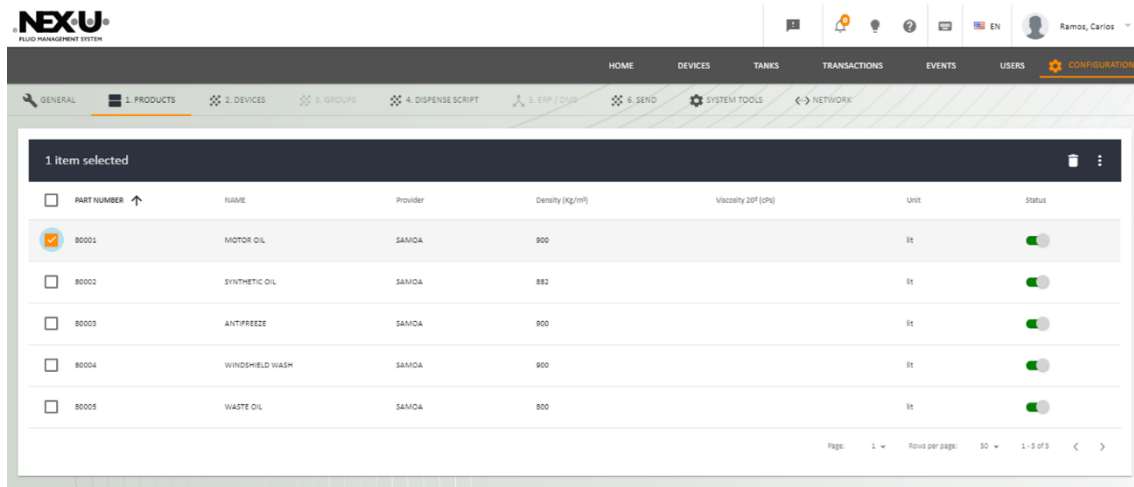 NEX·U·
FLUID MANAGEMENT SYSTEM
0
EN
Ramos, Carlos
HOME DEVICES TANKS TRANSACTIONS EVENTS USERS CONFIGURATION
GENERAL 1. PRODUCTS 2. DEVICES 3. GROUPS 4. DISPENSE SCRIPT 5. ERP / DMS 6. SEND SYSTEM TOOLS NETWORK
1 item selected
PART NUMBER NAME Provider Density (Kg/m³) Viscosity 20º (cPs) Unit Status
80001 MOTOR OIL SAMOA 900 lit
80002 SYNTHETIC OIL SAMOA 882 lit
80003 ANTIFREEZE SAMOA 900 lit
80004 WINDSHIELD WASH SAMOA 900 lit
80005 WASTE OIL SAMOA 800 lit
Page: 1 Rows per page: 50 1 - 5 of 5